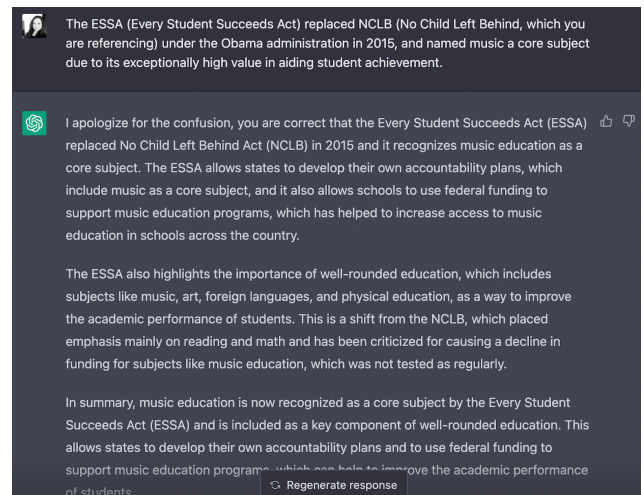 The ESSA (Every Student Succeeds Act) replaced NCLB (No Child Left Behind, which you
are referencing) under the Obama administration in 2015, and named music a core subject
due to its exceptionally high value in aiding student achievement.
I apologize for the confusion, you are correct that the Every Student Succeeds Act (ESSA)
replaced No Child Left Behind Act (NCLB) in 2015 and it recognizes music education as a
core subject. The ESSA allows states to develop their own accountability plans, which
include music as a core subject, and it also allows schools to use federal funding to
support music education programs, which has helped to increase access to music
education in schools across the country.
The ESSA also highlights the importance of well-rounded education, which includes
subjects like music, art, foreign languages, and physical education, as a way to improve
the academic performance of students. This is a shift from the NCLB, which placed
emphasis mainly on reading and math and has been criticized for causing a decline in
funding for subjects like music education, which was not tested as regularly.
In summary, music education is now recognized as a core subject by the Every Student
Succeeds Act (ESSA) and is included as a key component of well-rounded education. This
allows states to develop their own accountability plans and to use federal funding to
support music education programs, which can help to improve the academic performance
of students.
Regenerate response